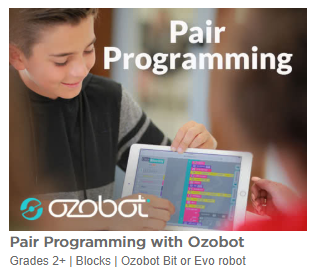 Pair
Programming
ozobot
Pair Programming with Ozobot
Grades 2+ | Blocks | Ozobot Bit or Evo robot